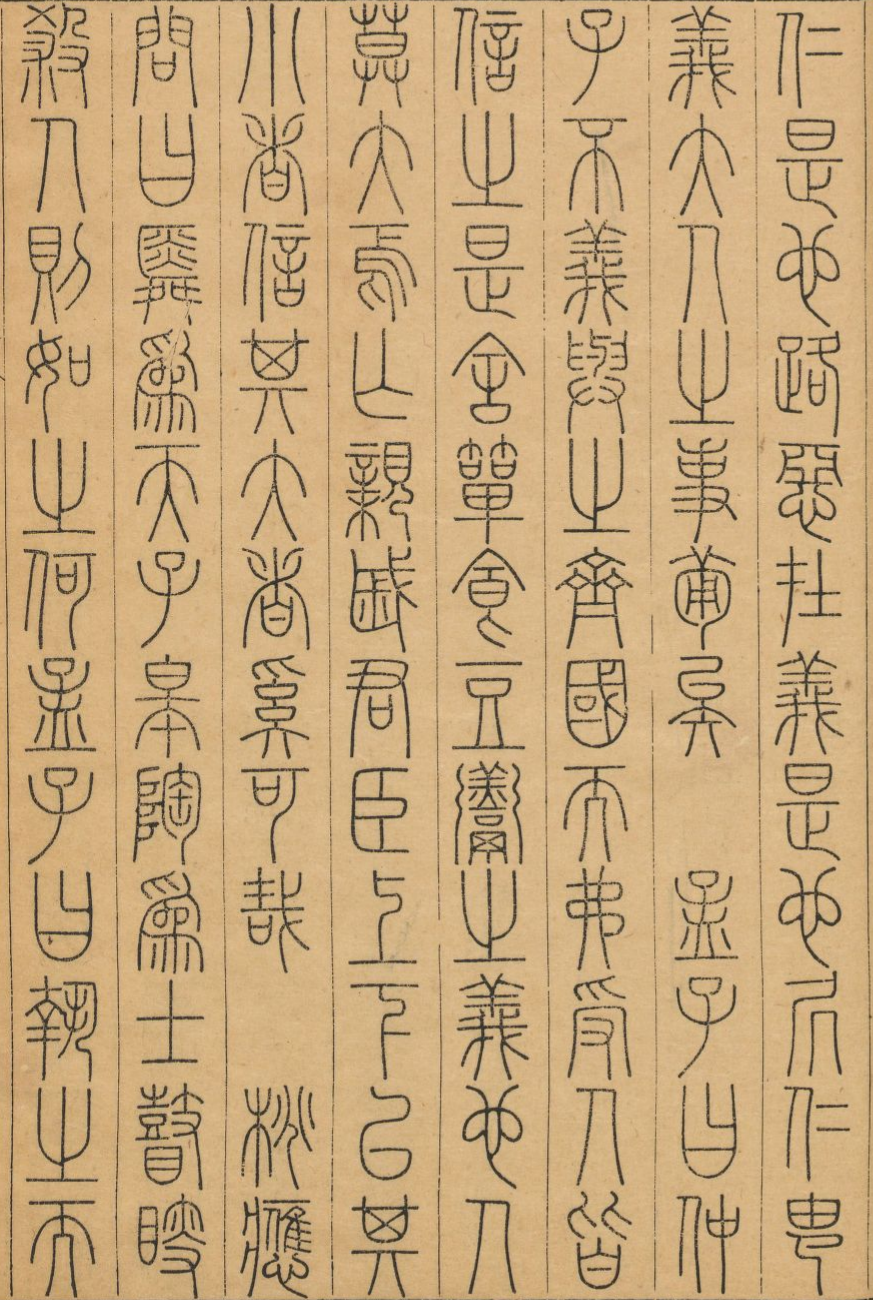 仁是也路惡在義是也居仁由
義大人之事備矣　孟子曰仲
子不義與之齊國而弗受人皆
信之是舍簞食豆羹之義也人
莫大焉亡親戚君臣上下以其
小者信其大者奚可哉　桃應
問曰舜為天子皋陶為士瞽瞍
殺人則如之何孟子曰執之而